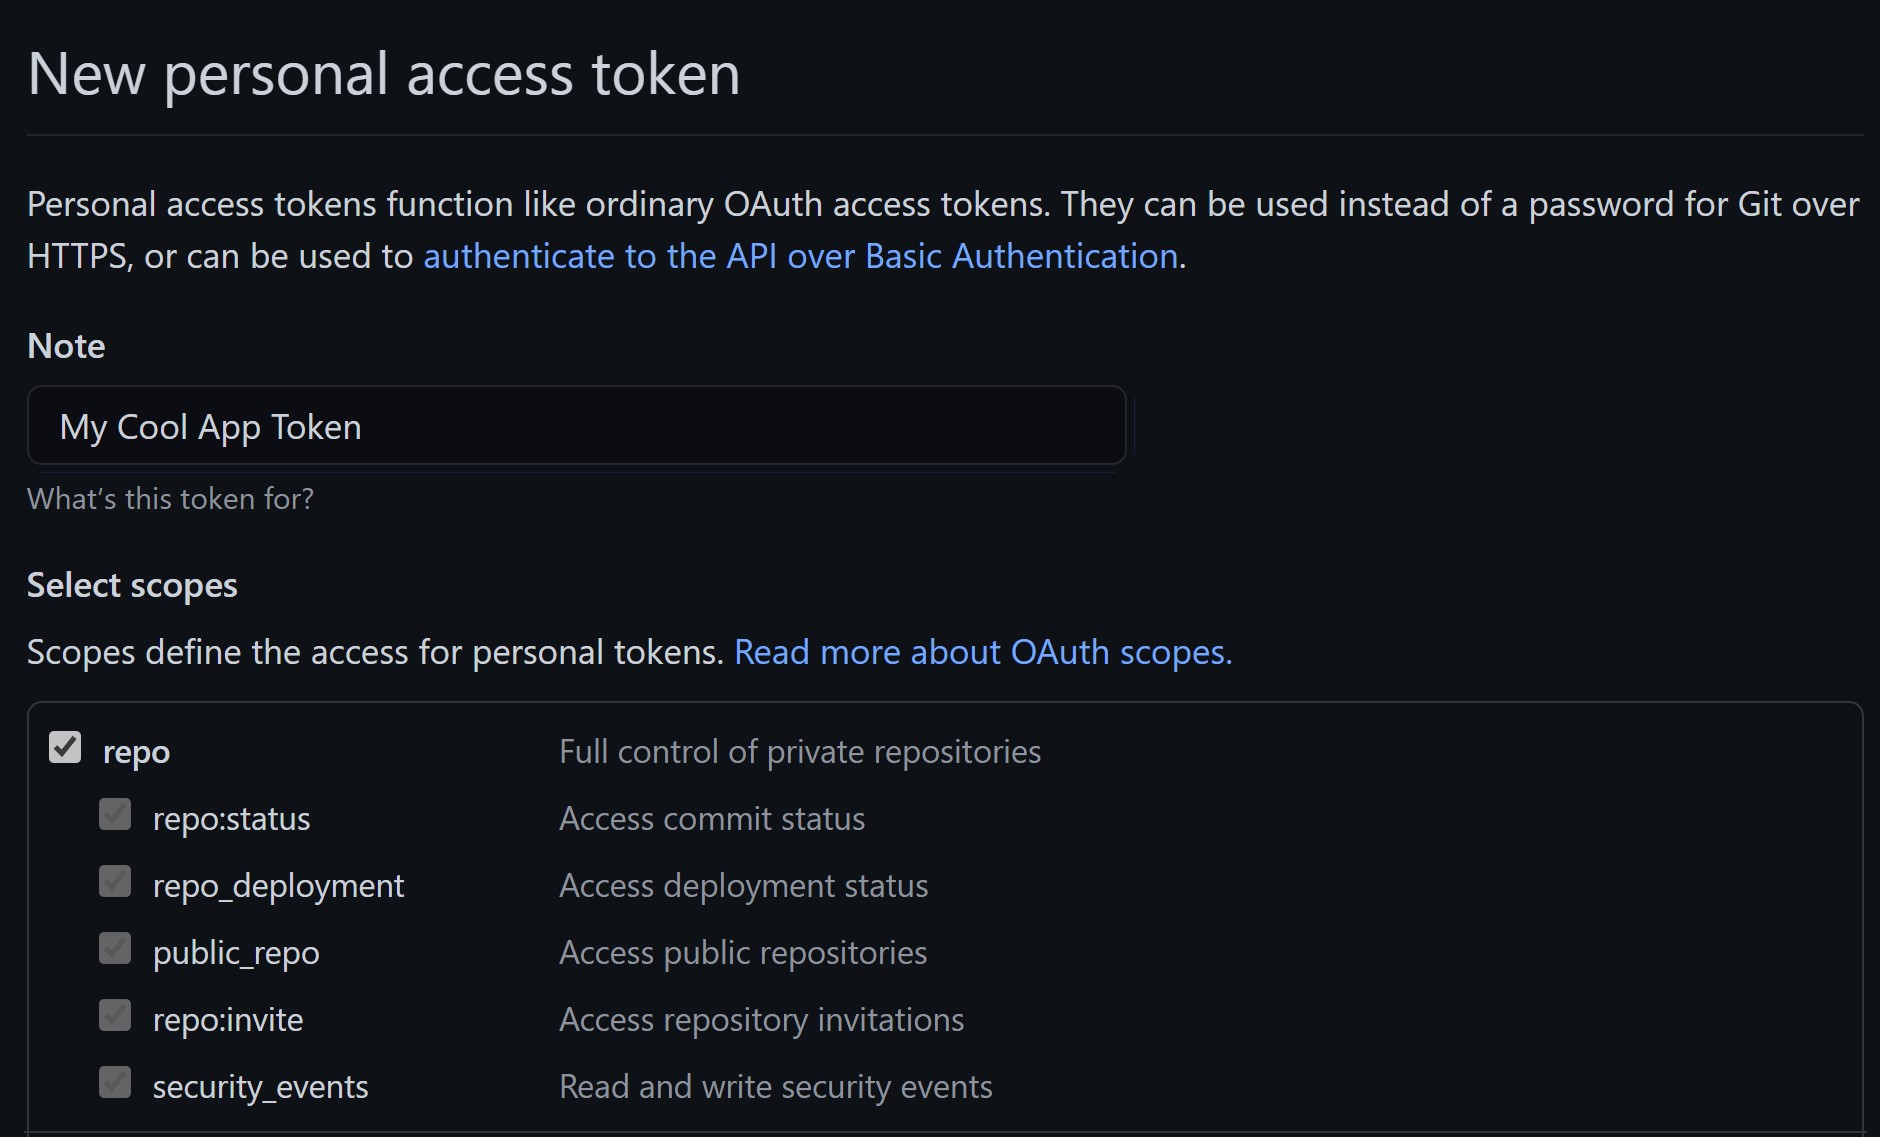 New personal access token
Personal access tokens function like ordinary OAuth access tokens. They can be used instead of a password for Git over
HTTPS, or can be used to authenticate to the API over Basic Authentication.
Note
My Cool App Token
What’s this token for?
Select scopes
Scopes define the access for personal tokens. Read more about OAuth scopes.
repo Full control of private repositories
repo:status Access commit status
repo_deployment Access deployment status
public_repo Access public repositories
repo:invite Access repository invitations
security_events Read and write security events